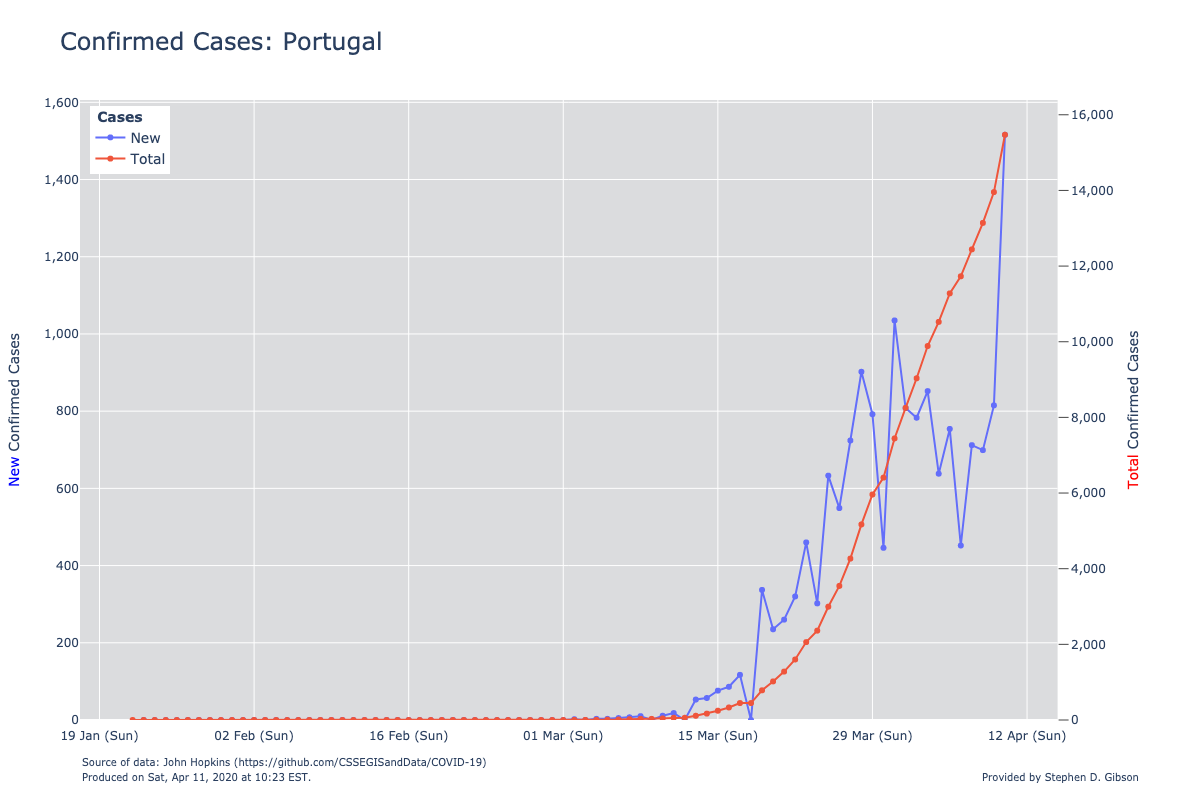 Confirmed Cases: Portugal
Cases
New
Total
1,600
1,400
1,200
1,000
800
600
400
200
0
16,000
14,000
12,000
10,000
8,000
6,000
4,000
2,000
0
New Confirmed Cases
Total Confirmed Cases
19 Jan (Sun) 02 Feb (Sun) 16 Feb (Sun) 01 Mar (Sun) 15 Mar (Sun) 29 Mar (Sun) 12 Apr (Sun)
Source of data: John Hopkins (https://github.com/CSSEGISandData/COVID-19)
Produced on Sat, Apr 11, 2020 at 10:23 EST.
Provided by Stephen D. Gibson